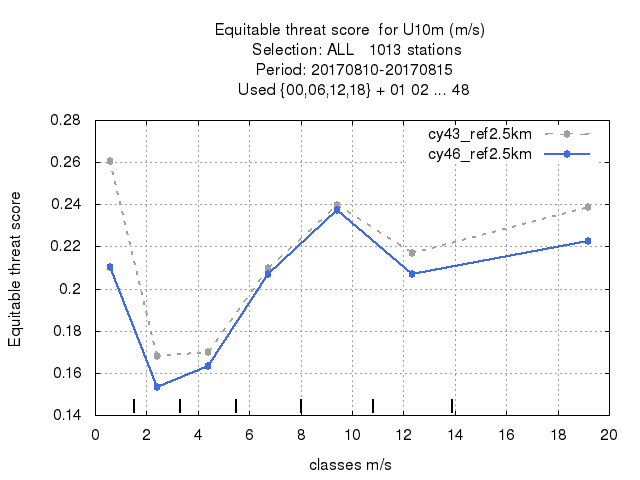 Equitable threat score for U10m (m/s)
Selection: ALL 1013 stations
Period: 20170810-20170815
Used {00,06,12,18} + 01 02 ... 48
cy43_ref2.5km
cy46_ref2.5km
Equitable threat score
0.28
0.26
0.24
0.22
0.2
0.18
0.16
0.14
0 2 4 6 8 10 12 14 16 18 20
classes m/s